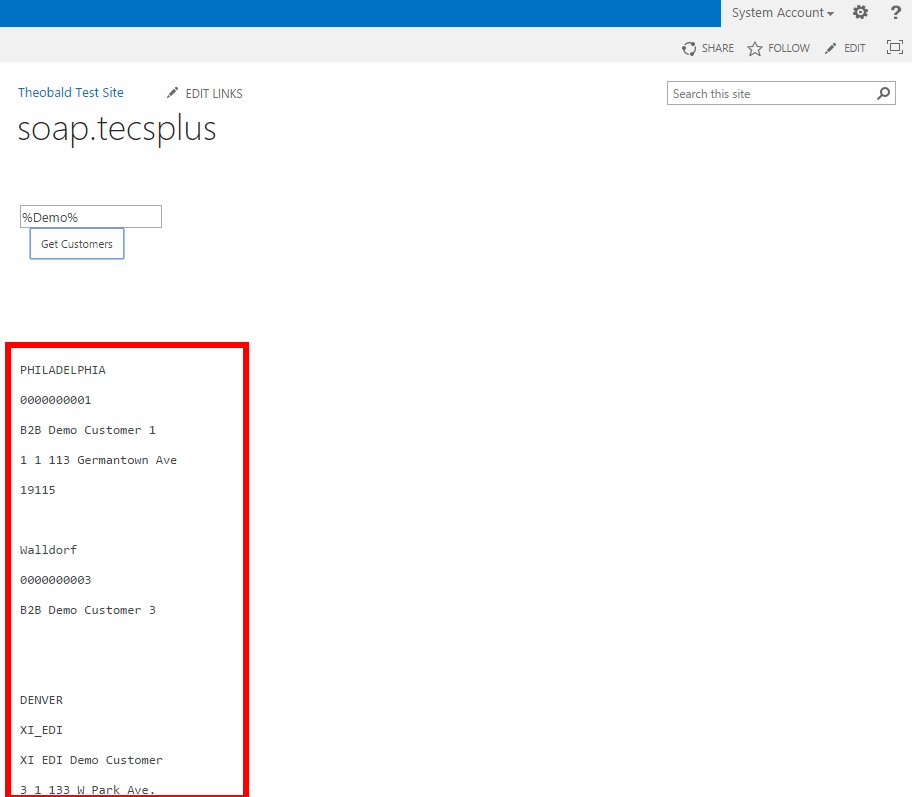 System Account
?
SHARE FOLLOW EDIT
Theobald Test Site EDIT LINKS
Search this site
soap.tecsplus
%Demo%
Get Customers
PHILADELPHIA
0000000001
B2B Demo Customer 1
1 1 113 Germantown Ave
19115
Walldorf
0000000003
B2B Demo Customer 3
DENVER
XI_EDI
XI EDI Demo Customer
3 1 133 W Park Ave.